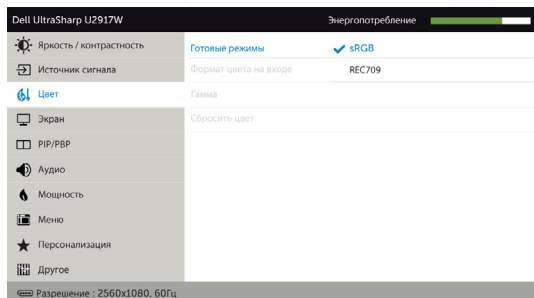 Dell UltraSharp U2917W Энергопотребление
Яркость / контрастность Готовые режимы sRGB
Источник сигнала Формат цвета на входе REC709
Цвет Гамма
Экран Сбросить цвет
PIP/PBP
Аудио
Мощность
Меню
Персонализация
Другое
Разрешение : 2560x1080, 60Гц